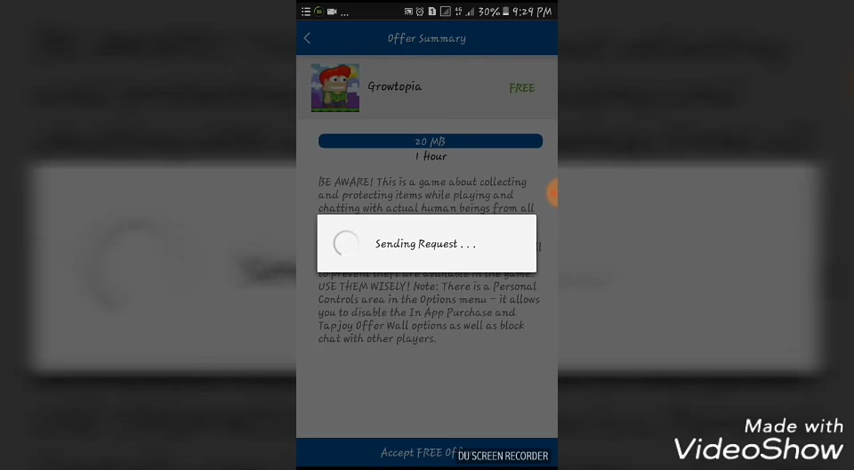 ... 30% 9:29 PM
Offer Summary
Growtopia
FREE
20 MB
1 Hour
BE AWARE! This is a game about collecting
and protecting items while playing and
chatting with actual human beings from all
Sending Request . . .
to prevent theft are available in the game
USE THEM WISELY! Note: There is a Personal
Controls area in the Options menu - it allows
you to disable the In App Purchase and
Tapjoy Offer Wall options as well as block
chat with other players.
Accept FREE
DU SCREEN RECORDER
Made with
VideoShow